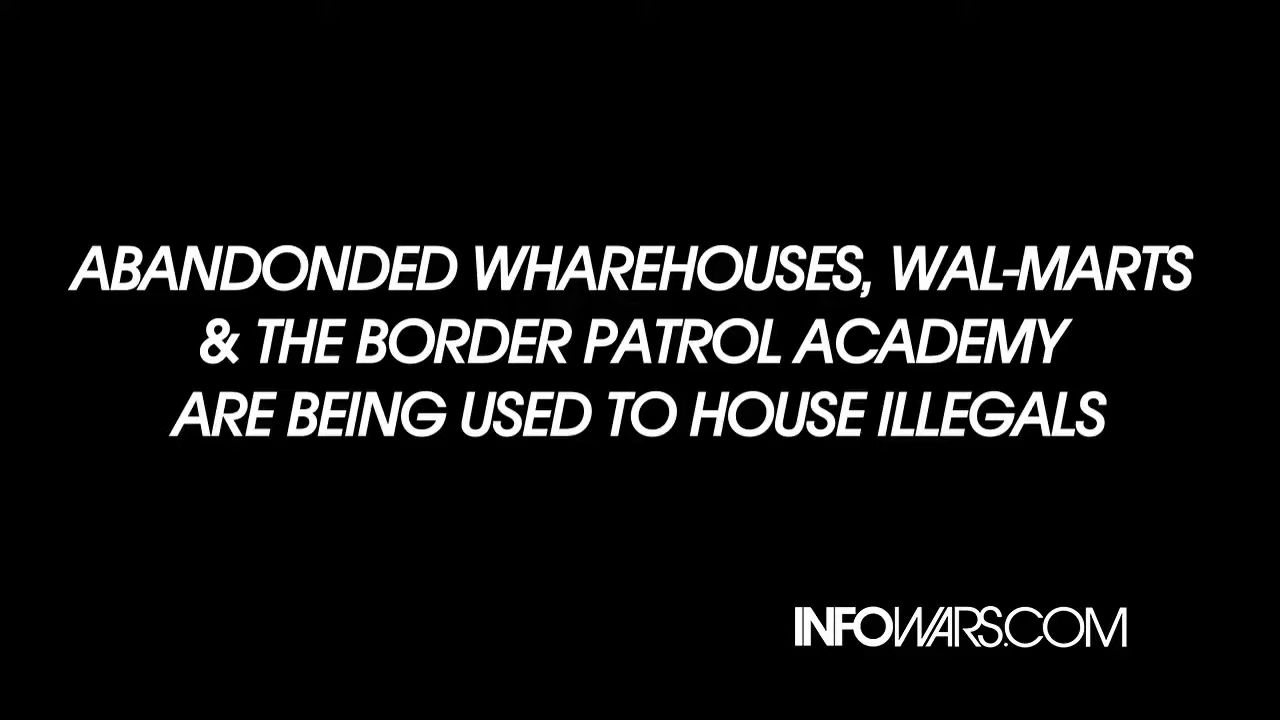 ABANDONDED WHAREHOUSES, WAL-MARTS
& THE BORDER PATROL ACADEMY
ARE BEING USED TO HOUSE ILLEGALS
INFOWARS.COM